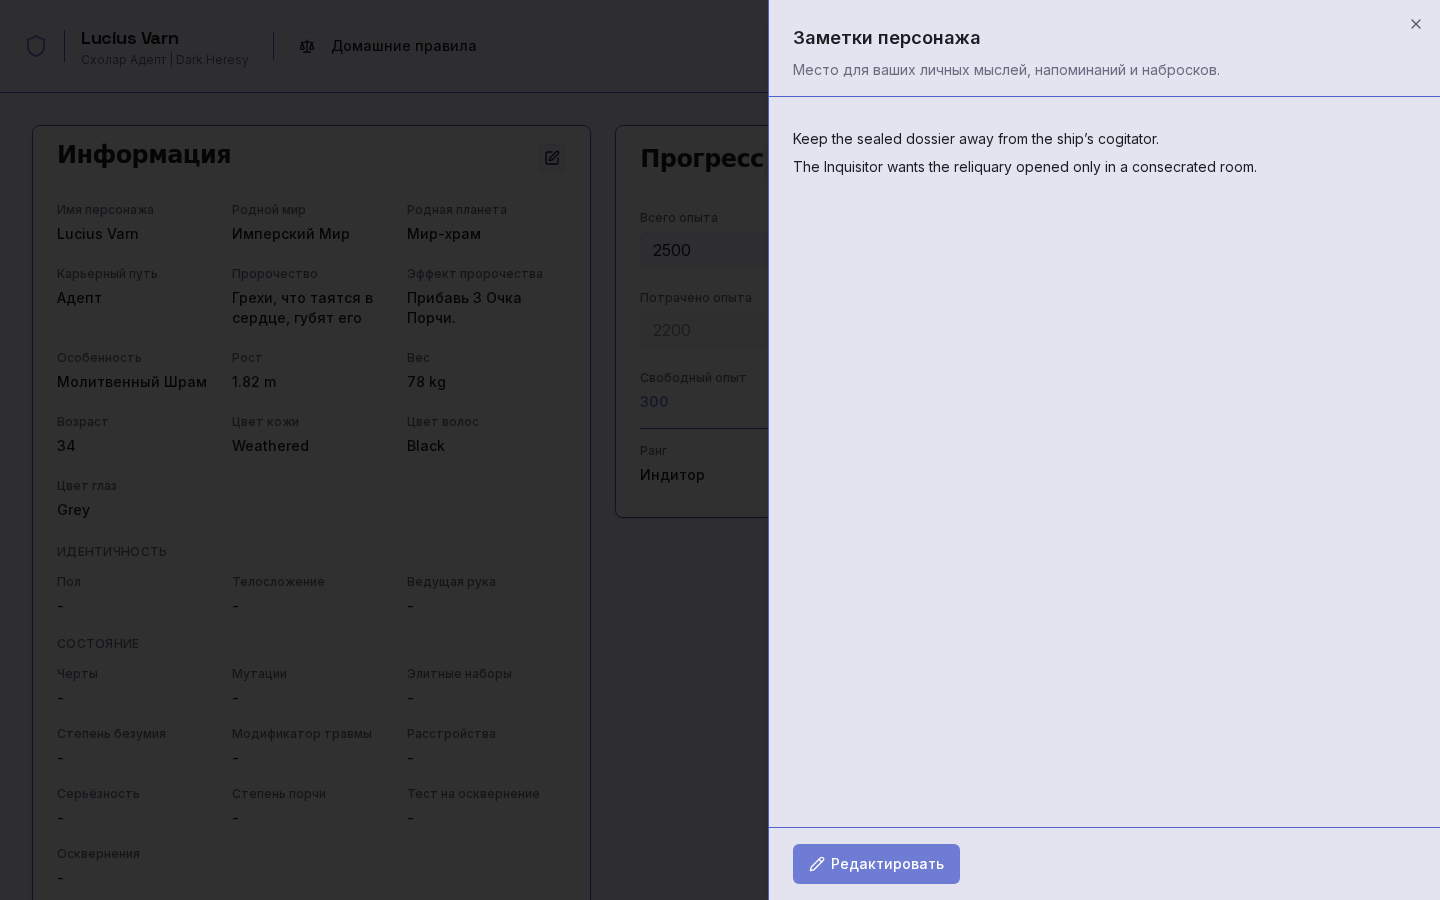 Lucius Varn
Схолар Адепт | Dark Heresy
Домашние правила
Информация
Имя персонажа
Родной мир
Родная планета
Lucius Varn
Имперский Мир
Мир-храм
Карьерный путь
Пророчество
Эффект пророчества
Адепт
Грехи, что таятся в
сердце, губят его
Прибавь 3 Очка
Порчи.
Особенность
Рост
Вес
Молитвенный Шрам
1.82 m
78 kg
Возраст
Цвет кожи
Цвет волос
34
Weathered
Black
Цвет глаз
Grey
ИДЕНТИЧНОСТЬ
Пол
Телосложение
Ведущая рука
-
-
-
СОСТОЯНИЕ
Черты
Мутации
Элитные наборы
-
-
-
Степень безумия
Модификатор травмы
Расстройства
-
-
-
Серьёзность
Степень порчи
Тест на осквернение
-
-
-
Осквернения
-
Прогресс
Всего опыта
2500
Потрачено опыта
2200
Свободный опыт
300
Ранг
Индитор
Заметки персонажа
Место для ваших личных мыслей, напоминаний и набросков.
Keep the sealed dossier away from the ship’s cogitator.
The Inquisitor wants the reliquary opened only in a consecrated room.
Редактировать